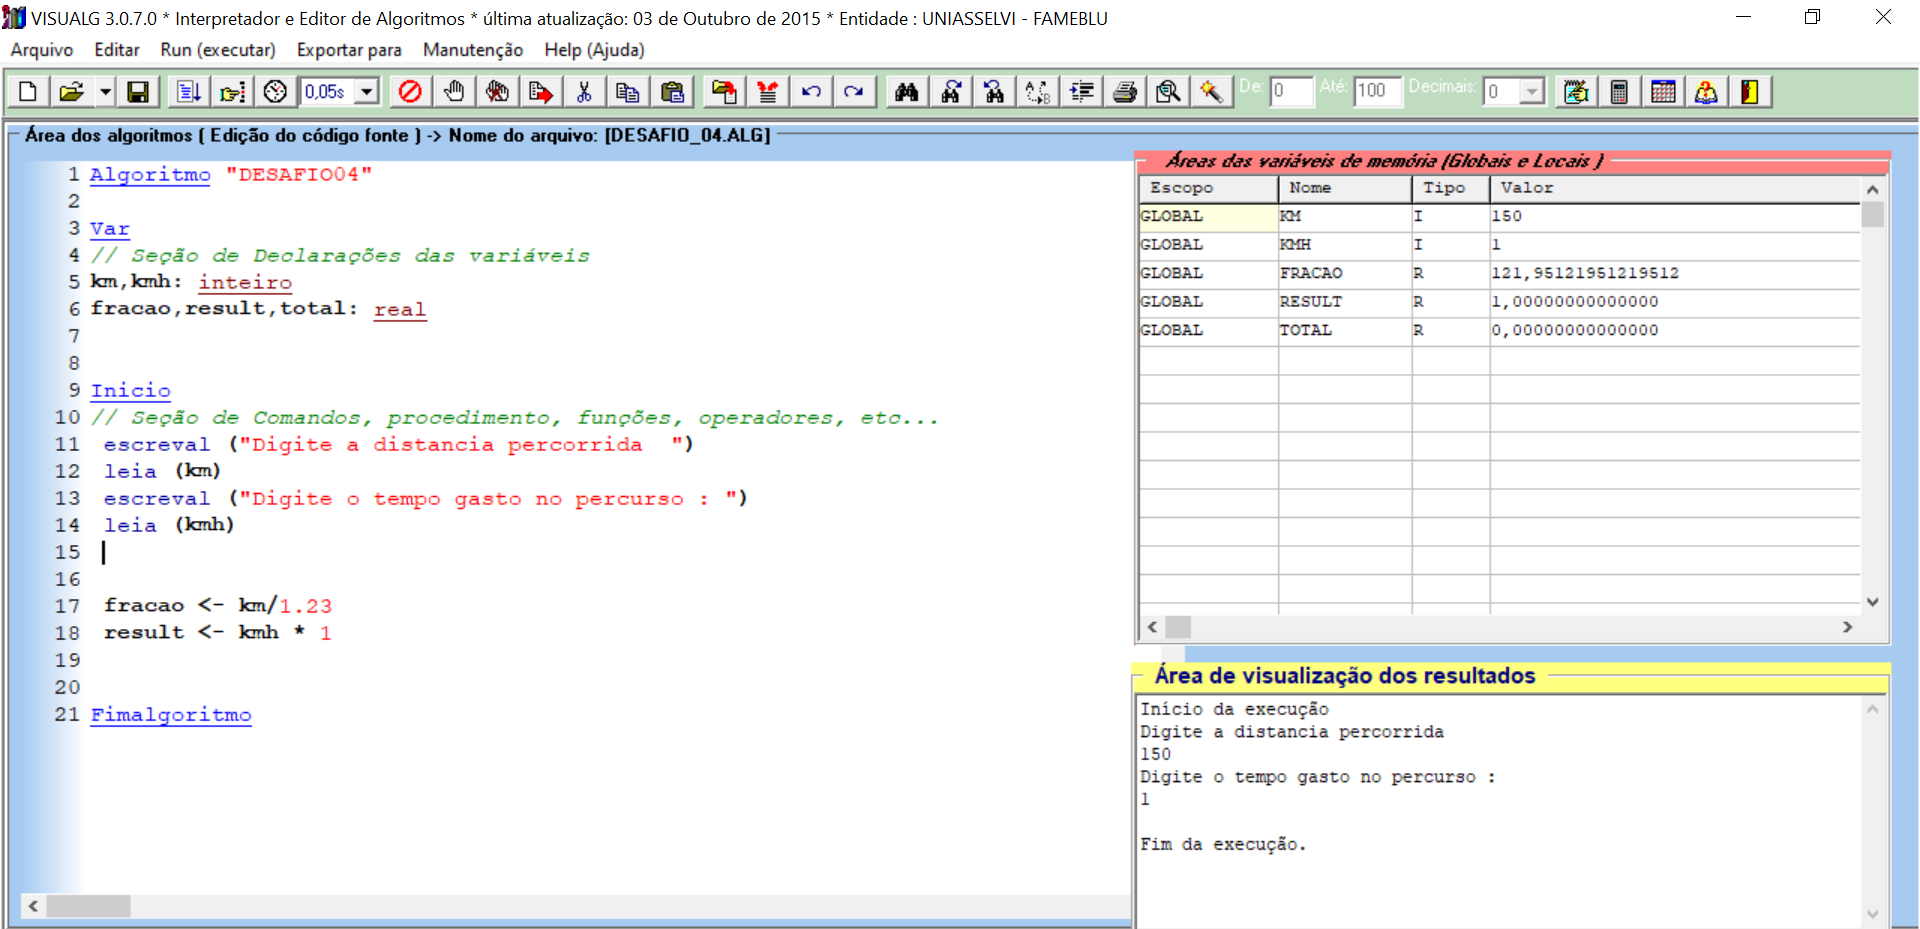 VISUALG 3.0.7.0 * Interpretador e Editor de Algoritmos * última atualização: 03 de Outubro de 2015 * Entidade : UNIASSELVI - FAMEBLU
Arquivo Editar Run (executar) Exportar para Manutenção Help (Ajuda)
0,05s De: 0 Até: 100 Decimais: 0
Área dos algoritmos ( Edição do código fonte ) -> Nome do arquivo: [DESAFIO_04.ALG]
1 Algoritmo "DESAFIO04"
2
3 Var
4 // Seção de Declarações das variáveis
5 km,kmh: inteiro
6 fracao,result,total: real
7
8
9 Inicio
10 // Seção de Comandos, procedimento, funções, operadores, etc...
11 escreval ("Digite a distancia percorrida  ")
12 leia (km)
13 escreval ("Digite o tempo gasto no percurso : ")
14 leia (kmh)
15
16
17 fracao <- km/1.23
18 result <- kmh * 1
19
20
21 Fimalgoritmo
Áreas das variáveis de memória (Globais e Locais )
Escopo Nome Tipo Valor
GLOBAL KM I 150
GLOBAL KMH I 1
GLOBAL FRACAO R 121,95121951219512
GLOBAL RESULT R 1,00000000000000
GLOBAL TOTAL R 0,00000000000000
Área de visualização dos resultados
Início da execução
Digite a distancia percorrida
150
Digite o tempo gasto no percurso :
1
Fim da execução.